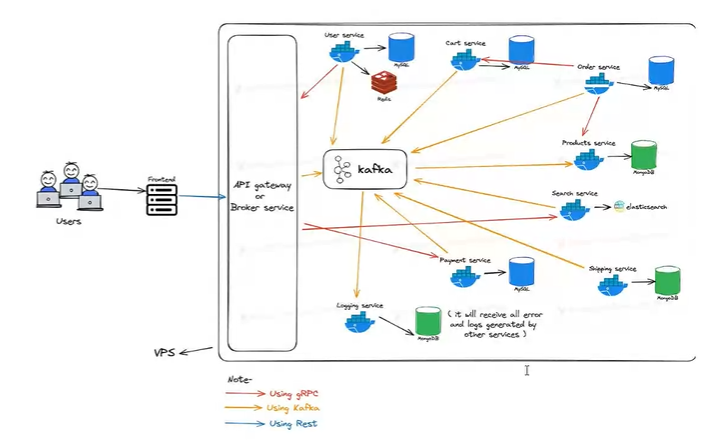 User service
MySQL
Redis
Cart service
MySQL
Order service
MySQL
Products service
MongoDB
kafka
API gateway
or
Broker service
Frontend
Users
Search service
elasticsearch
Payment service
MySQL
Shipping service
MongoDB
Logging service
MongoDB
( it will receive all error
and logs generated by
other services )
VPS
Note-
Using gRPC
Using Kafka
Using Rest